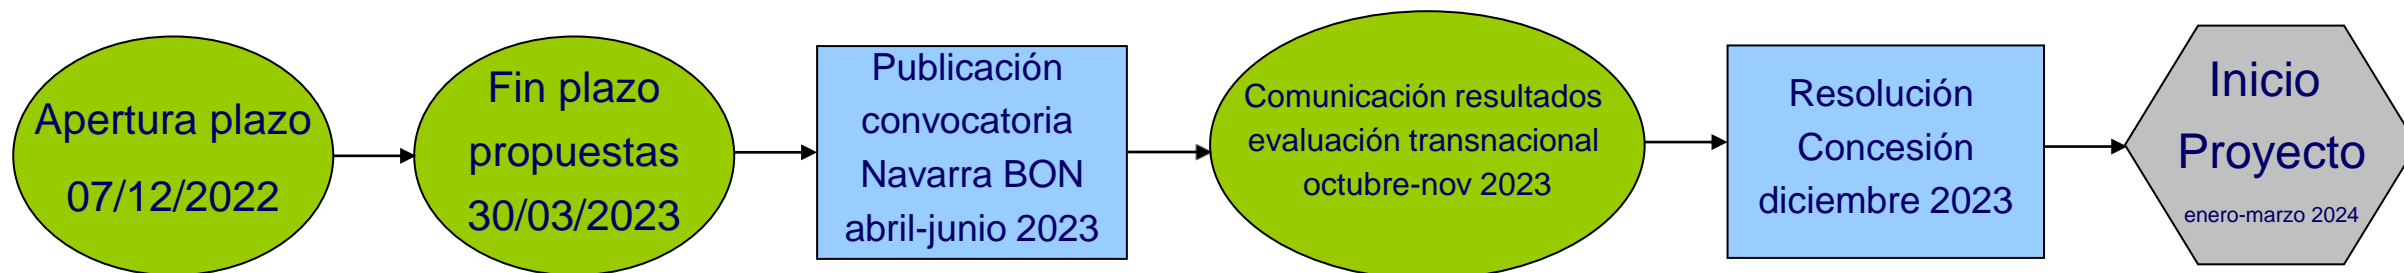 Apertura plazo
07/12/2022
Fin plazo
propuestas
30/03/2023
Publicación
convocatoria
Navarra BON
abril-junio 2023
Comunicación resultados
evaluación transnacional
octubre-nov 2023
Resolución
Concesión
diciembre 2023
Inicio
Proyecto
enero-marzo 2024